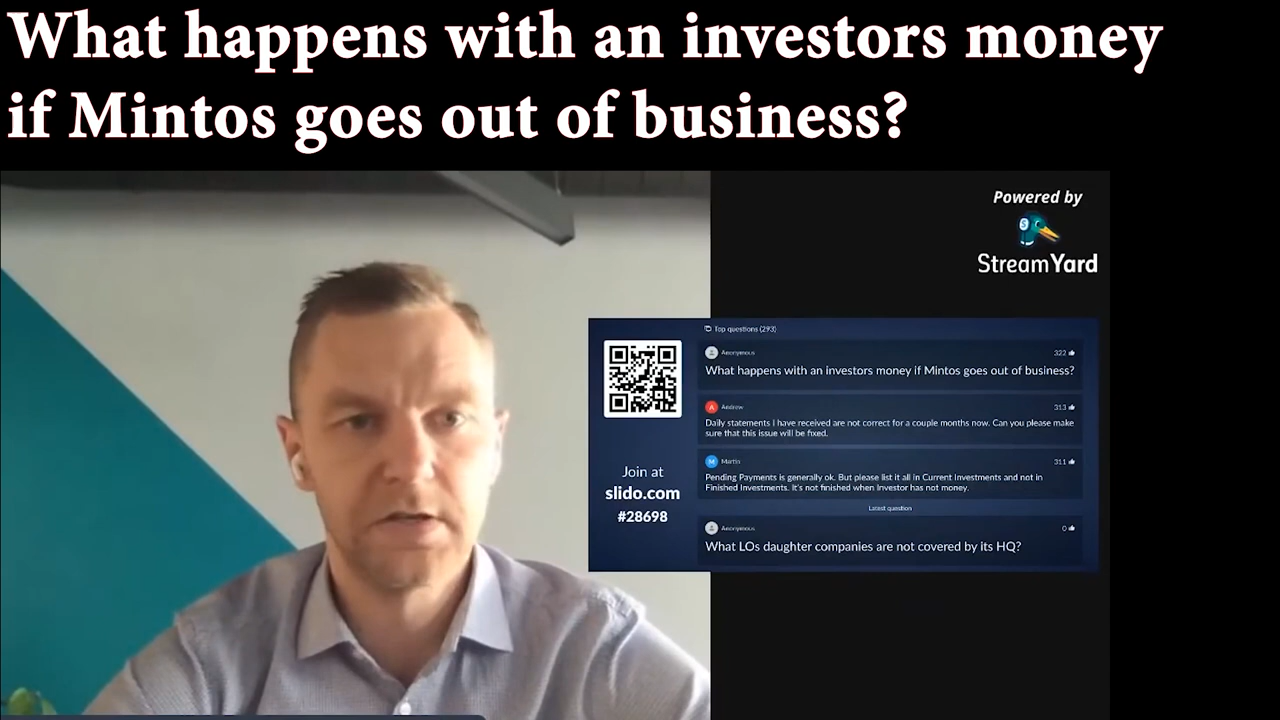 What happens with an investors money
if Mintos goes out of business?
Powered by
StreamYard
Top questions (293)
Anonymous
322
What happens with an investors money if Mintos goes out of business?
Andrew
313
Daily statements I have received are not correct for a couple months now. Can you please make
sure that this issue will be fixed.
Martin
311
Pending Payments is generally ok. But please list it all in Current Investments and not in
Finished Investments. It's not finished when Investor has not money.
Latest question
Anonymous
0
What LOs daughter companies are not covered by its HQ?
Join at
slido.com
#28698